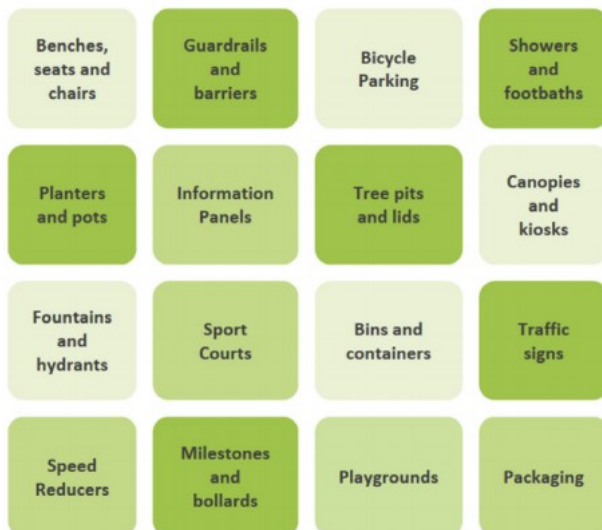 Benches,
seats and
chairs
Guardrails
and
barriers
Bicycle
Parking
Showers
and
footbaths
Planters
and pots
Information
Panels
Tree pits
and lids
Canopies
and
kiosks
Fountains
and
hydrants
Sport
Courts
Bins and
containers
Traffic
signs
Speed
Reducers
Milestones
and
bollards
Playgrounds
Packaging